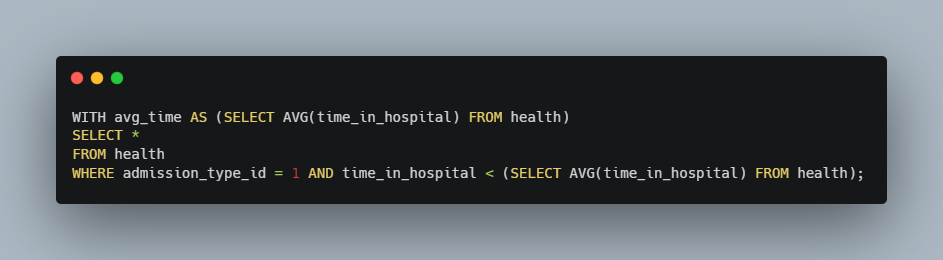 WITH avg_time AS (SELECT AVG(time_in_hospital) FROM health)
SELECT *
FROM health
WHERE admission_type_id = 1 AND time_in_hospital < (SELECT AVG(time_in_hospital) FROM health);